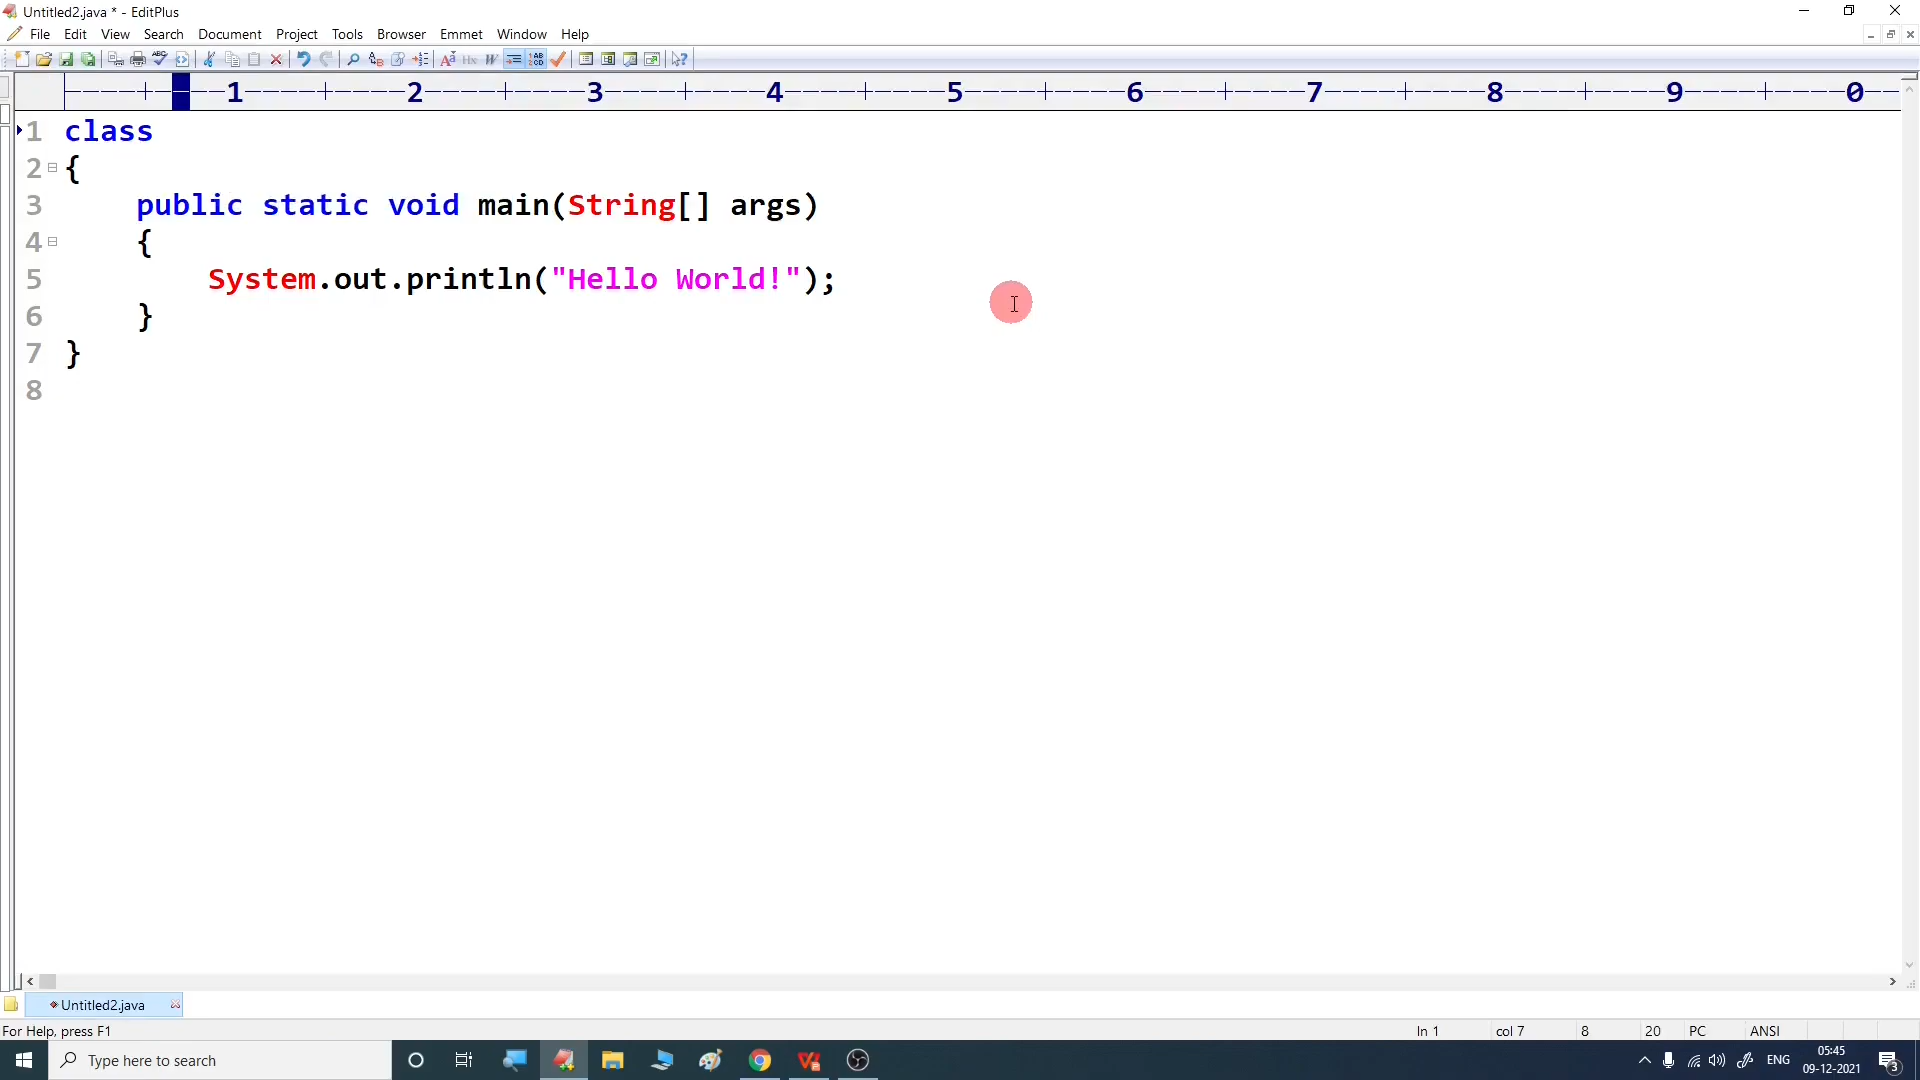 Untitled2.java * - EditPlus
File Edit View Search Document Project Tools Browser Emmet Window Help
1 2 3 4 5 6 7 8 9 0
1 class
2 {
3 public static void main(String[] args)
4 {
5 System.out.println("Hello World!");
6 }
7 }
8
Untitled2.java
For Help, press F1 ln 1 col 7 8 20 PC ANSI
Type here to search ENG 05:45 3
09-12-2021